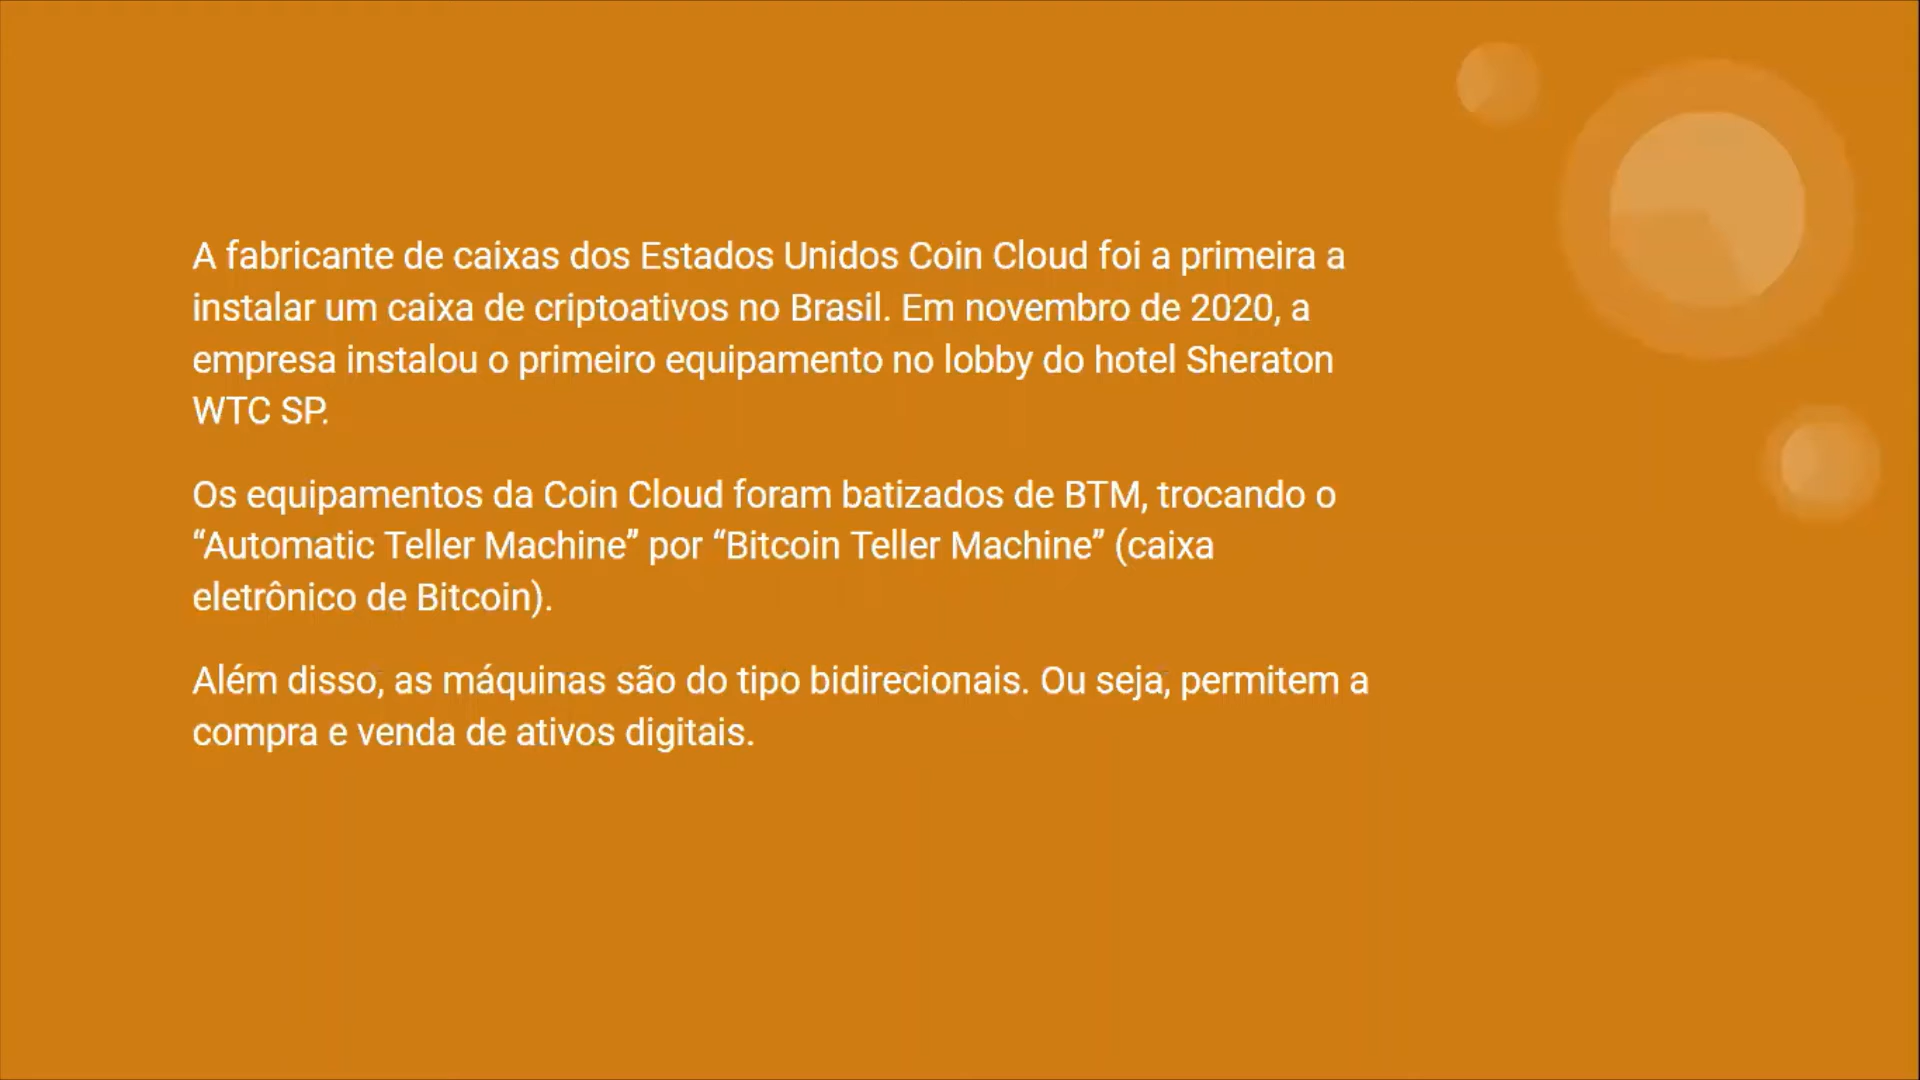 A fabricante de caixas dos Estados Unidos Coin Cloud foi a primeira a
instalar um caixa de criptoativos no Brasil. Em novembro de 2020, a
empresa instalou o primeiro equipamento no lobby do hotel Sheraton
WTC SP.
Os equipamentos da Coin Cloud foram batizados de BTM, trocando o
“Automatic Teller Machine” por “Bitcoin Teller Machine” (caixa
eletrônico de Bitcoin).
Além disso, as máquinas são do tipo bidirecionais. Ou seja, permitem a
compra e venda de ativos digitais.